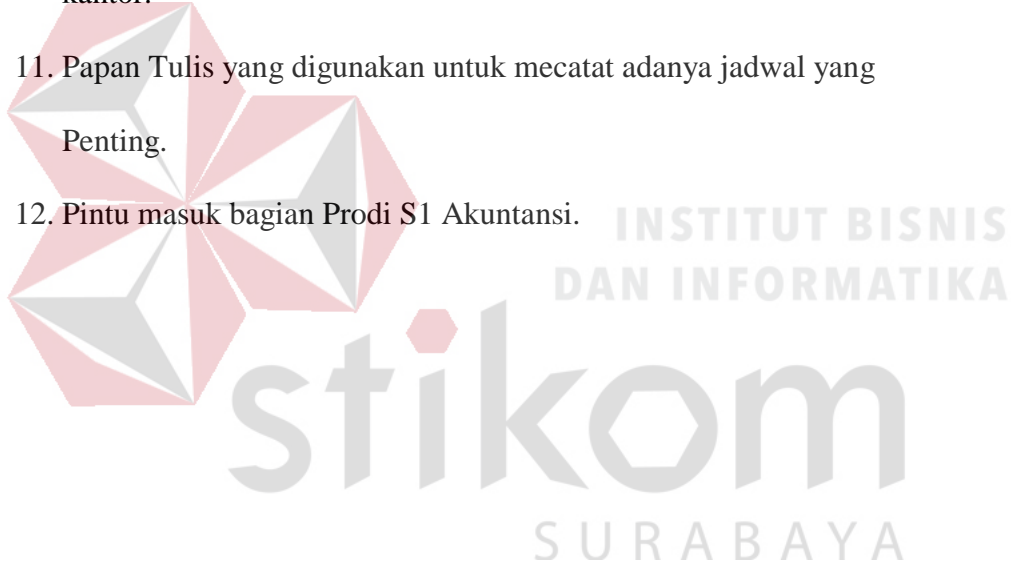 kantor.
11. Papan Tulis yang digunakan untuk mecatat adanya jadwal yang
Penting.
12. Pintu masuk bagian Prodi S1 Akuntansi.
INSTITUT BISNIS
DAN INFORMATIKA
stikom
SURABAYA